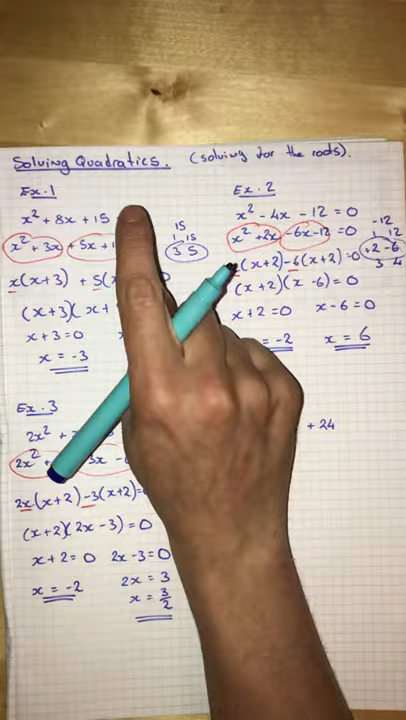 Solving Quadratics. (solving for the roots).
Ex.1
x² + 8x + 15
15
1 15
3 5
x² + 3x + 5x + 1
x(x+3) + 5(x 0
(x+3)(x +
x + 3 = 0
x = -3
Ex.2
x² - 4x - 12 = 0
-12
1 12
x² + 2x - 6x - 12 = 0
+2 -6
3 4
(x+2) - 6(x+2) = 0
(x+2)(x -6) = 0
x + 2 = 0 x - 6 = 0
= -2 x = 6
Ex.3
2x² +
+ 24
2x² 3x - 6
2x(x+2) - 3(x+2) =
(x+2)(2x - 3) = 0
x + 2 = 0 2x - 3 = 0
x = -2 2x = 3
x = 3/2